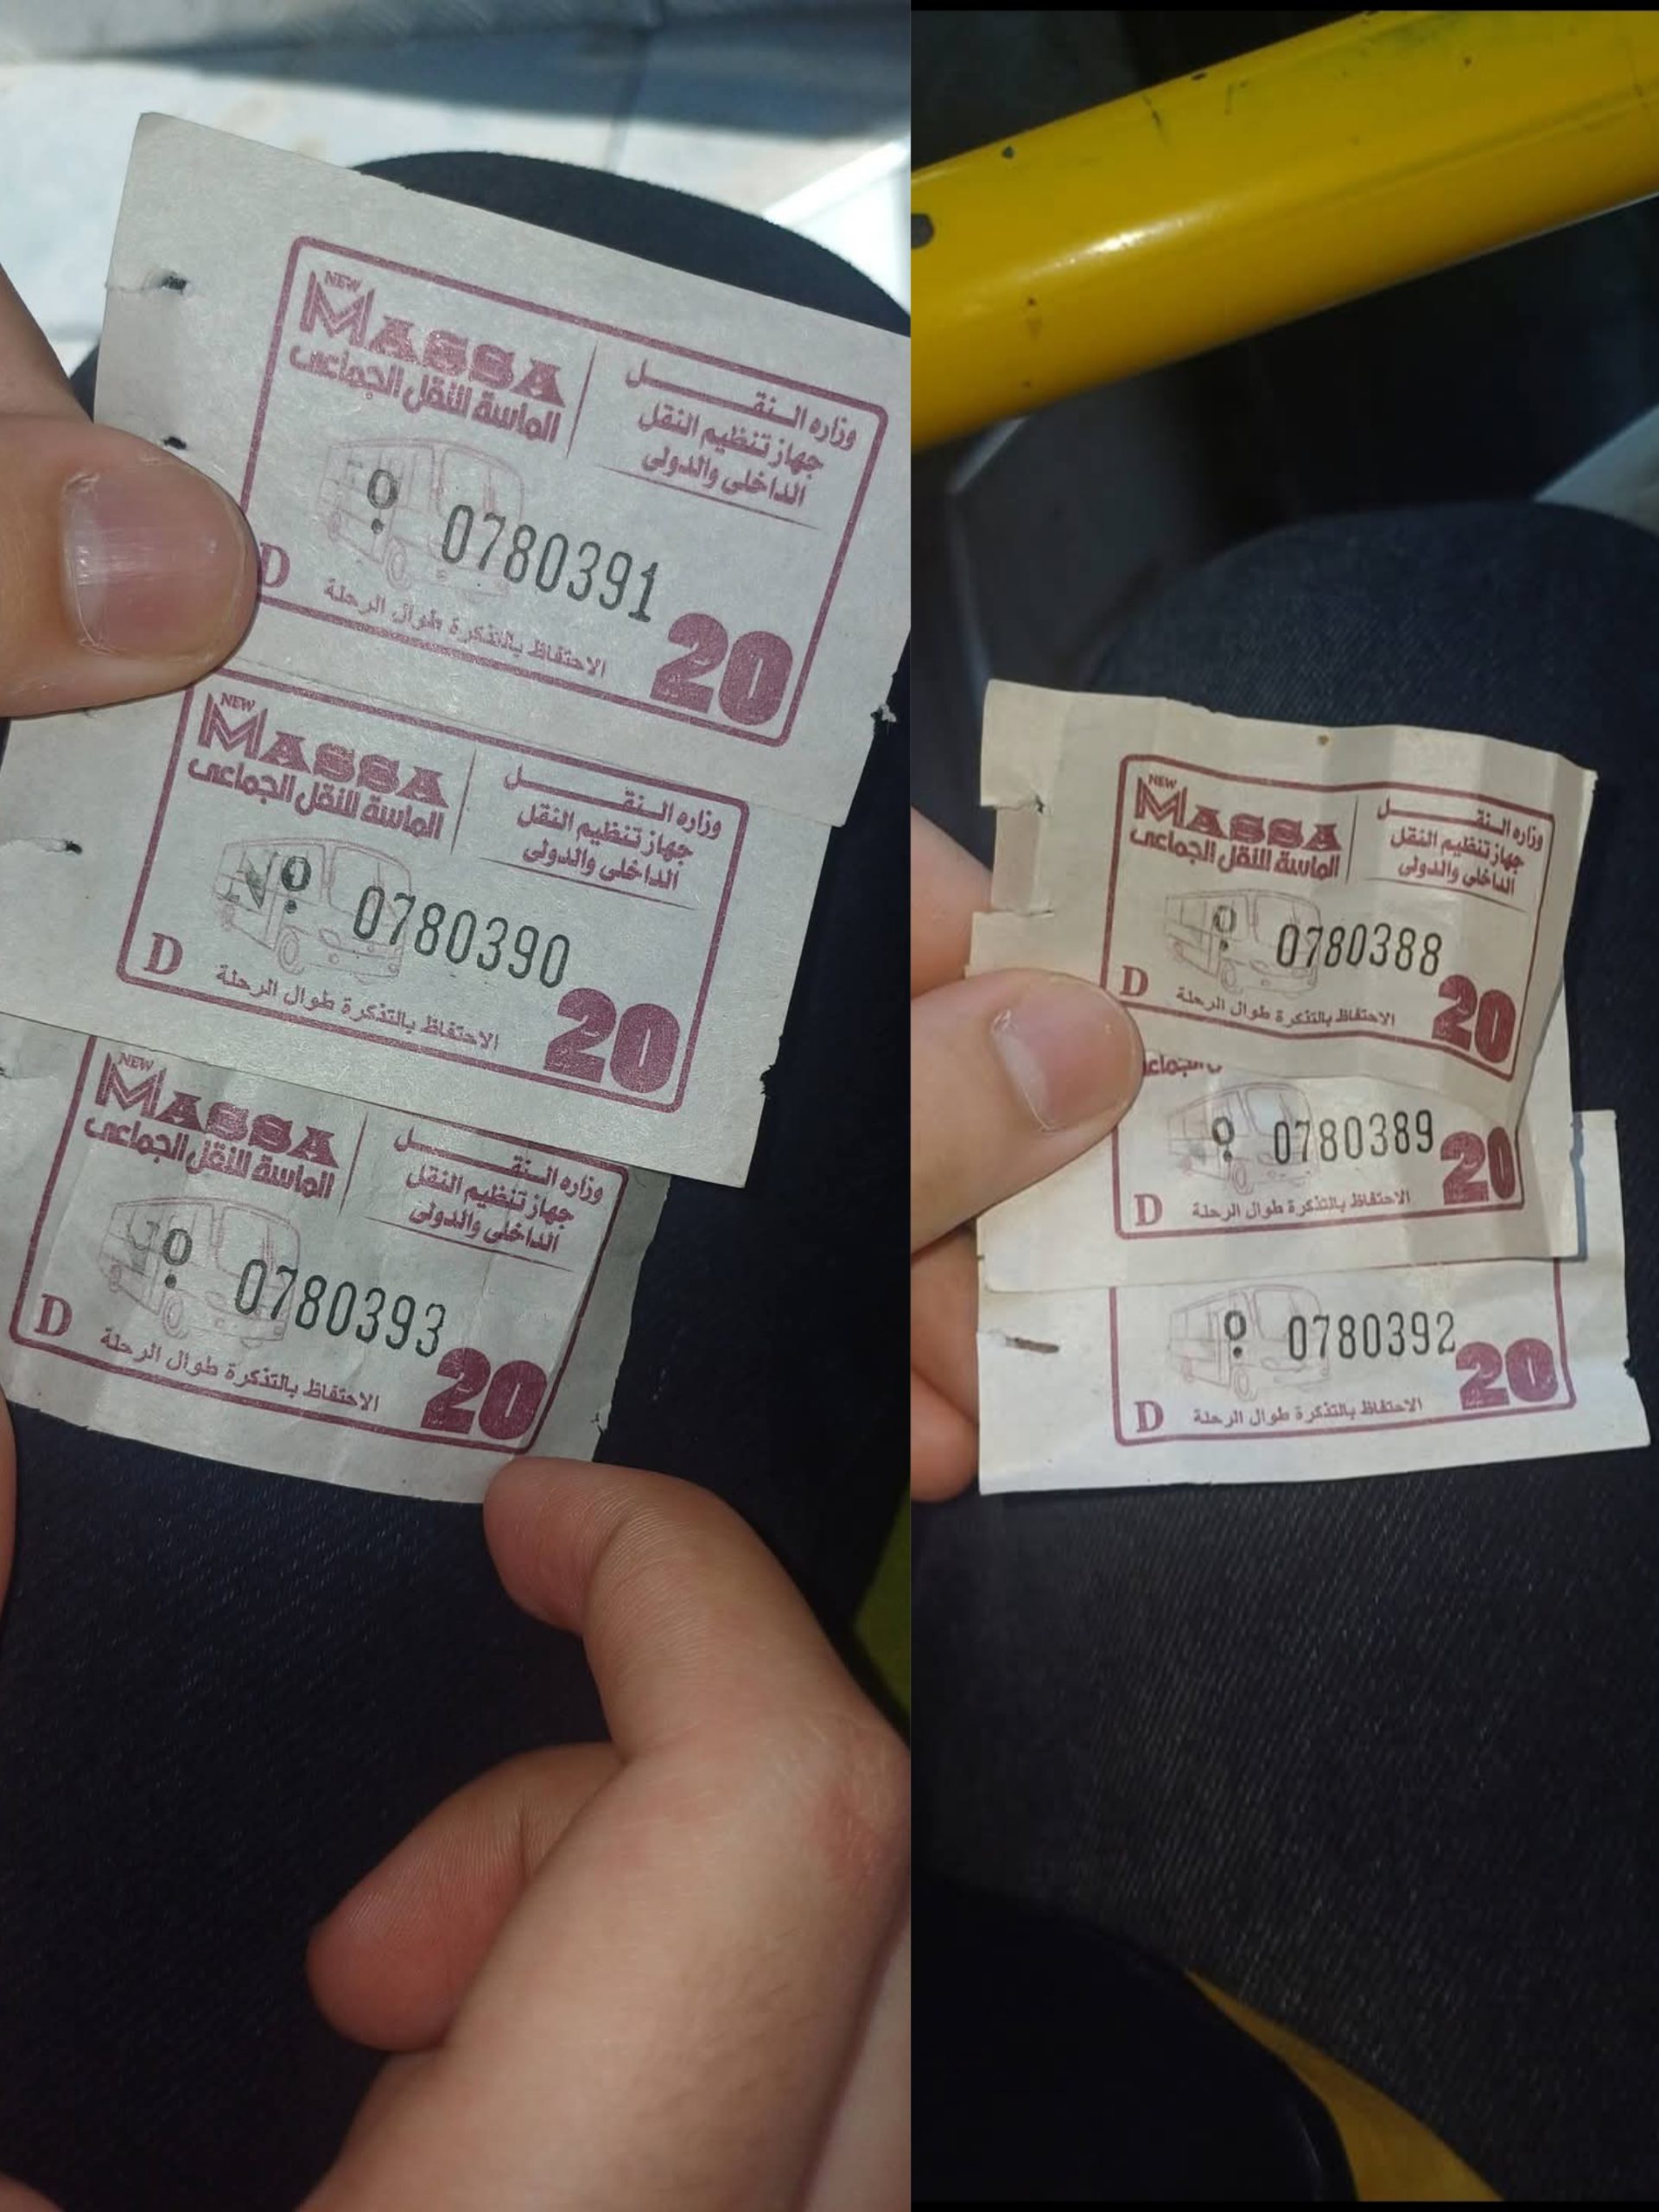 NEW
MASSA
الماسة للنقل الجماعى
وزاره النقل
جهاز تنظيم النقل
الداخلى والدولى
0780391
D
الاحتفاظ بالتذكرة طوال الرحلة
20
NEW
MASSA
الماسة للنقل الجماعى
وزاره النقل
جهاز تنظيم النقل
الداخلى والدولى
No 0780390
D
الاحتفاظ بالتذكرة طوال الرحلة
20
NEW
MASSA
الماسة للنقل الجماعى
وزاره النقل
جهاز تنظيم النقل
الداخلى والدولى
No 0780393
D
الاحتفاظ بالتذكرة طوال الرحلة
20
NEW
MASSA
الماسة للنقل الجماعى
وزاره النقل
جهاز تنظيم النقل
الداخلى والدولى
0780388
D
الاحتفاظ بالتذكرة طوال الرحلة
20
0780389
D
الاحتفاظ بالتذكرة طوال الرحلة
20
0780392
D
الاحتفاظ بالتذكرة طوال الرحلة
20